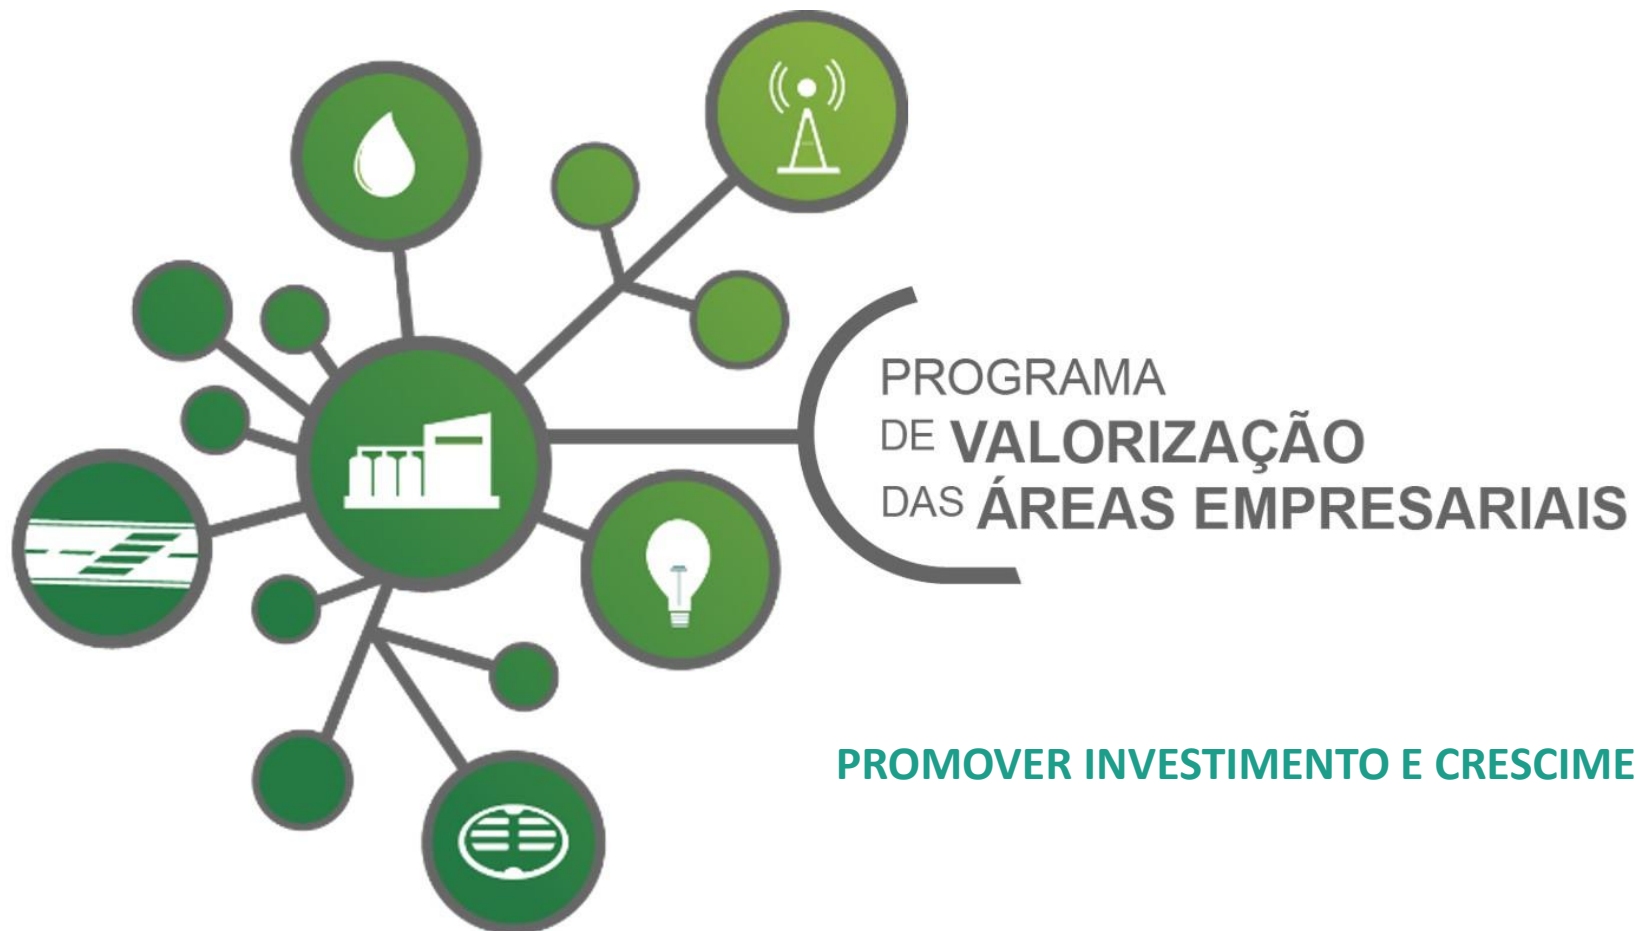 PROGRAMA
DE VALORIZAÇÃO
DAS ÁREAS EMPRESARIAIS
PROMOVER INVESTIMENTO E CRESCIME